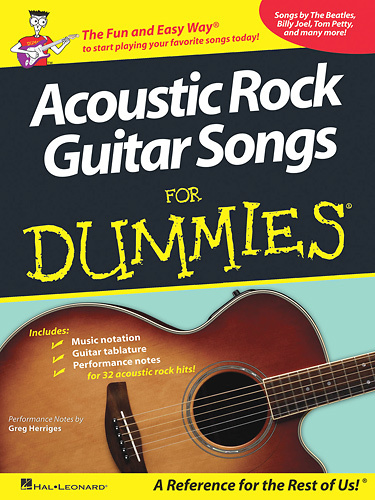 The Fun and Easy Way®
to start playing your favorite songs today!
Songs by The Beatles,
Billy Joel, Tom Petty,
and many more!
Acoustic Rock
Guitar Songs
FOR
DUMMIES®
Includes:
Music notation
Guitar tablature
Performance notes
for 32 acoustic rock hits!
Performance Notes by
Greg Herriges
HAL•LEONARD®
A Reference for the Rest of Us!®